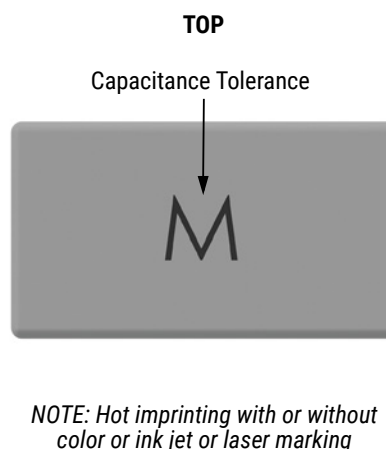 TOP
Capacitance Tolerance
M
NOTE: Hot imprinting with or without
color or ink jet or laser marking